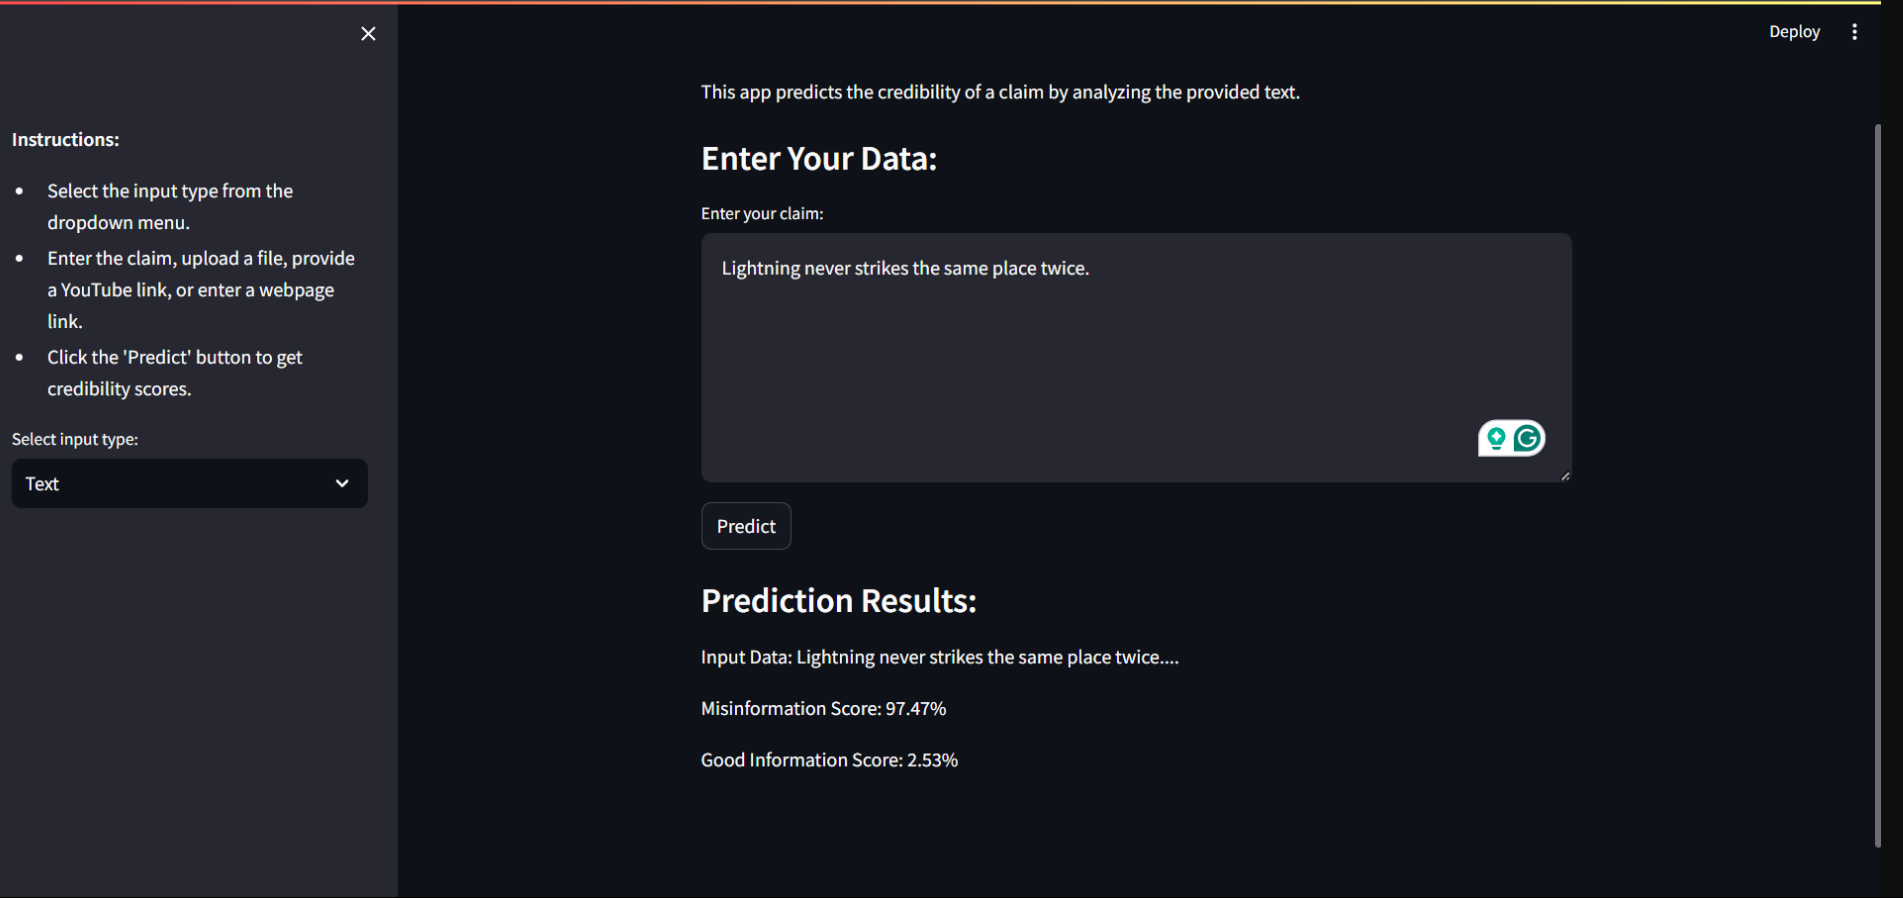 Deploy
Instructions:
Select the input type from the
dropdown menu.
Enter the claim, upload a file, provide
a YouTube link, or enter a webpage
link.
Click the 'Predict' button to get
credibility scores.
Select input type:
Text
This app predicts the credibility of a claim by analyzing the provided text.
Enter Your Data:
Enter your claim:
Lightning never strikes the same place twice.
Predict
Prediction Results:
Input Data: Lightning never strikes the same place twice....
Misinformation Score: 97.47%
Good Information Score: 2.53%